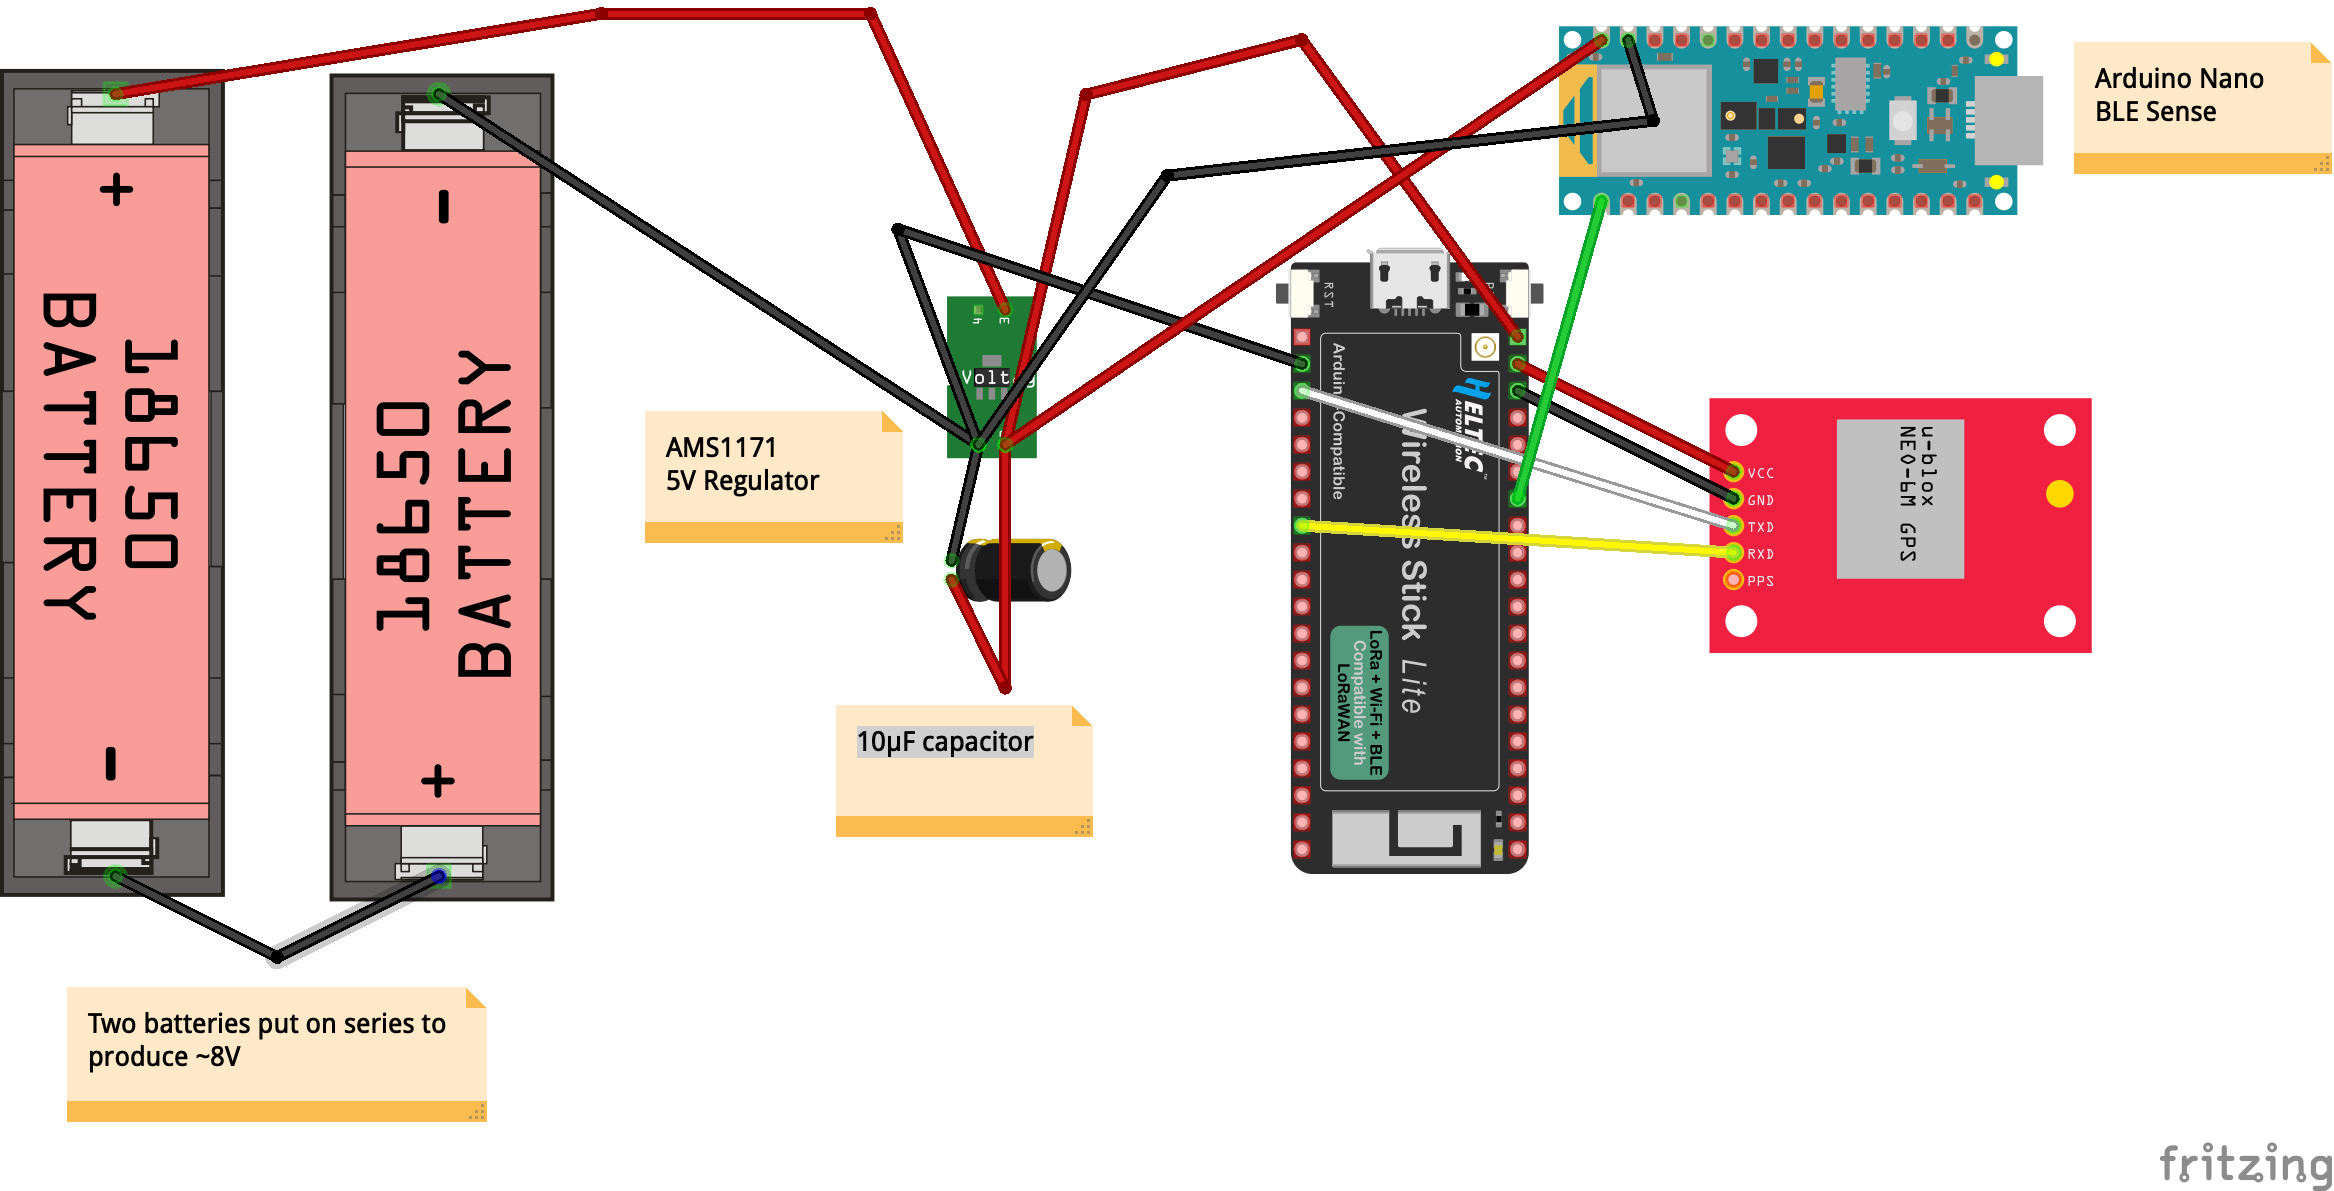 +
18650
BATTERY
-
-
18650
BATTERY
+
Two batteries put on series to
produce ~8V
AMS1171
5V Regulator
3
Volt
10μF capacitor
RST
Arduino Compatible
HELTEC
AUTOMATION
™
Wireless Stick Lite
LoRa + Wi-Fi + BLE
Compatible with
LoRaWAN
Arduino Nano
BLE Sense
VCC
GND
TXD
RXD
PPS
u-blox
NEO-6M GPS
fritzing